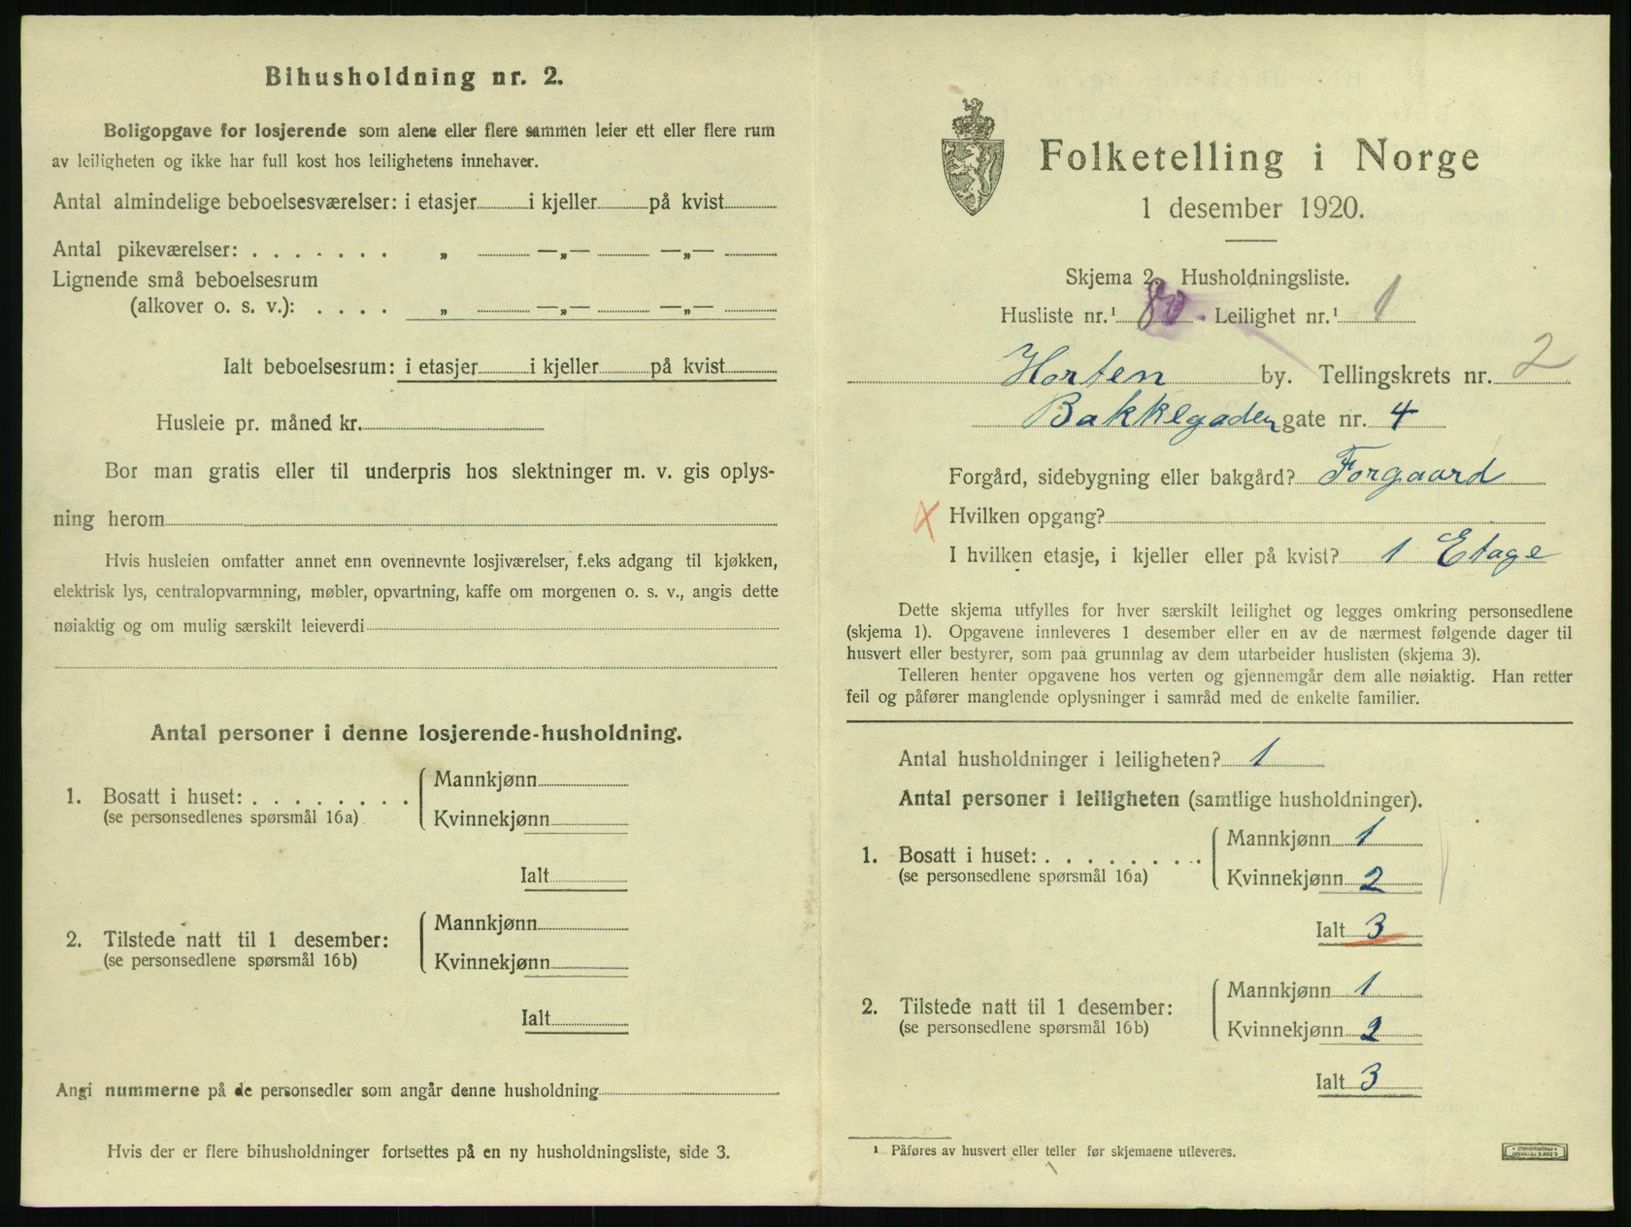 Bihusholdning nr. 2.
Boligopgave for losjerende som alene eller flere sammen leier ett eller flere rum
av leiligheten og ikke har full kost hos leilighetens innehaver.
Antal almindelige beboelsesværelser: i etasjer i kjeller på kvist
Antal pikeværelser: . . . . . . . „ —„— —„—
Lignende små beboelsesrum
(alkover o. s. v.): . . . . „ —„— —„—
Ialt beboelsesrum: i etasjer i kjeller på kvist
Husleie pr. måned kr.
Bor man gratis eller til underpris hos slektninger m. v. gis oplys-
ning herom
Hvis husleien omfatter annet enn ovennevnte losjiværelser, f.eks adgang til kjøkken,
elektrisk lys, centralopvarmning, møbler, opvartning, kaffe om morgenen o. s. v., angis dette
nøiaktig og om mulig særskilt leieverdi
Antal personer i denne losjerende-husholdning.
1. Bosatt i huset: . . . . . . . .
(se personsedlenes spørsmål 16a)
Mannkjønn
Kvinnekjønn
Ialt
2. Tilstede natt til 1 desember:
(se personsedlene spørsmål 16b)
Mannkjønn
Kvinnekjønn
Ialt
Angi nummerne på de personsedler som angår denne husholdning
Hvis der er flere bihusholdninger fortsettes på en ny husholdningsliste, side 3.
Folketelling i Norge
1 desember 1920.
Skjema 2. Husholdningsliste.
Husliste nr.¹ 80. Leilighet nr.¹ 1
Horten by. Tellingskrets nr. 2
Bakkegaden gate nr. 4
Forgård, sidebygning eller bakgård? Forgaard
X Hvilken opgang?
I hvilken etasje, i kjeller eller på kvist? 1 Etage
Dette skjema utfylles for hver særskilt leilighet og legges omkring personsedlene
(skjema 1). Opgavene innleveres 1 desember eller en av de nærmest følgende dager til
husvert eller bestyrer, som paa grunnlag av dem utarbeider huslisten (skjema 3).
Telleren henter opgavene hos verten og gjennemgår dem alle nøiaktig. Han retter
feil og påfører manglende oplysninger i samråd med de enkelte familier.
Antal husholdninger i leiligheten? 1
Antal personer i leiligheten (samtlige husholdninger).
1. Bosatt i huset: . . . . . . . .
(se personsedlene spørsmål 16a)
Mannkjønn 1
Kvinnekjønn 2
Ialt 3
2. Tilstede natt til 1 desember:
(se personsedlene spørsmål 16b)
Mannkjønn 1
Kvinnekjønn 2
Ialt 3
¹ Påføres av husvert eller teller før skjemaene utleveres.